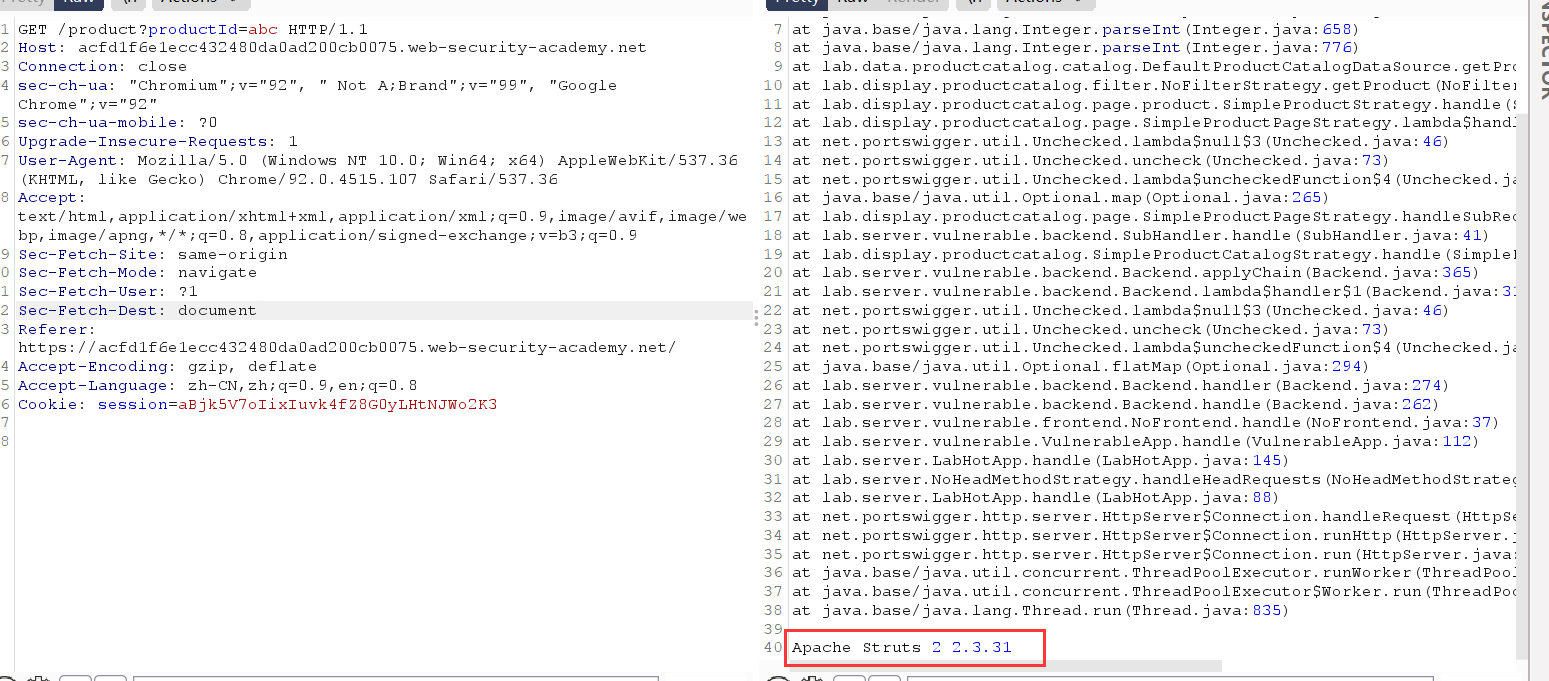 Pretty Raw \n Actions
1 GET /product?productId=abc HTTP/1.1
2 Host: acfd1f6e1ecc432480da0ad200cb0075.web-security-academy.net
3 Connection: close
4 sec-ch-ua: "Chromium";v="92", " Not A;Brand";v="99", "Google
Chrome";v="92"
5 sec-ch-ua-mobile: ?0
6 Upgrade-Insecure-Requests: 1
7 User-Agent: Mozilla/5.0 (Windows NT 10.0; Win64; x64) AppleWebKit/537.36
(KHTML, like Gecko) Chrome/92.0.4515.107 Safari/537.36
8 Accept:
text/html,application/xhtml+xml,application/xml;q=0.9,image/avif,image/we
bp,image/apng,*/*;q=0.8,application/signed-exchange;v=b3;q=0.9
9 Sec-Fetch-Site: same-origin
0 Sec-Fetch-Mode: navigate
1 Sec-Fetch-User: ?1
2 Sec-Fetch-Dest: document
3 Referer:
https://acfd1f6e1ecc432480da0ad200cb0075.web-security-academy.net/
4 Accept-Encoding: gzip, deflate
5 Accept-Language: zh-CN,zh;q=0.9,en;q=0.8
6 Cookie: session=aBjk5V7oIixIuvk4fZ8G0yLHtNJWo2K3
7
8
Pretty Raw Render \n Actions
7 at java.base/java.lang.Integer.parseInt(Integer.java:658)
8 at java.base/java.lang.Integer.parseInt(Integer.java:776)
9 at lab.data.productcatalog.catalog.DefaultProductCatalogDataSource.getPro
10 at lab.display.productcatalog.filter.NoFilterStrategy.getProduct(NoFilter
11 at lab.display.productcatalog.page.product.SimpleProductStrategy.handle(S
12 at lab.display.productcatalog.page.SimpleProductPageStrategy.lambda$handl
13 at net.portswigger.util.Unchecked.lambda$null$3(Unchecked.java:46)
14 at net.portswigger.util.Unchecked.uncheck(Unchecked.java:73)
15 at net.portswigger.util.Unchecked.lambda$uncheckedFunction$4(Unchecked.ja
16 at java.base/java.util.Optional.map(Optional.java:265)
17 at lab.display.productcatalog.page.SimpleProductPageStrategy.handleSubReq
18 at lab.server.vulnerable.backend.SubHandler.handle(SubHandler.java:41)
19 at lab.display.productcatalog.SimpleProductCatalogStrategy.handle(Simple
20 at lab.server.vulnerable.backend.Backend.applyChain(Backend.java:365)
21 at lab.server.vulnerable.backend.Backend.lambda$handler$1(Backend.java:31
22 at net.portswigger.util.Unchecked.lambda$null$3(Unchecked.java:46)
23 at net.portswigger.util.Unchecked.uncheck(Unchecked.java:73)
24 at net.portswigger.util.Unchecked.lambda$uncheckedFunction$4(Unchecked.ja
25 at java.base/java.util.Optional.flatMap(Optional.java:294)
26 at lab.server.vulnerable.backend.Backend.handler(Backend.java:274)
27 at lab.server.vulnerable.backend.Backend.handle(Backend.java:262)
28 at lab.server.vulnerable.frontend.NoFrontend.handle(NoFrontend.java:37)
29 at lab.server.vulnerable.VulnerableApp.handle(VulnerableApp.java:112)
30 at lab.server.LabHotApp.handle(LabHotApp.java:145)
31 at lab.server.NoHeadMethodStrategy.handleHeadRequests(NoHeadMethodStrateg
32 at lab.server.LabHotApp.handle(LabHotApp.java:88)
33 at net.portswigger.http.server.HttpServer$Connection.handleRequest(HttpSe
34 at net.portswigger.http.server.HttpServer$Connection.runHttp(HttpServer.j
35 at net.portswigger.http.server.HttpServer$Connection.run(HttpServer.java:
36 at java.base/java.util.concurrent.ThreadPoolExecutor.runWorker(ThreadPool
37 at java.base/java.util.concurrent.ThreadPoolExecutor$Worker.run(ThreadPoo
38 at java.base/java.lang.Thread.run(Thread.java:835)
39
40 Apache Struts 2 2.3.31